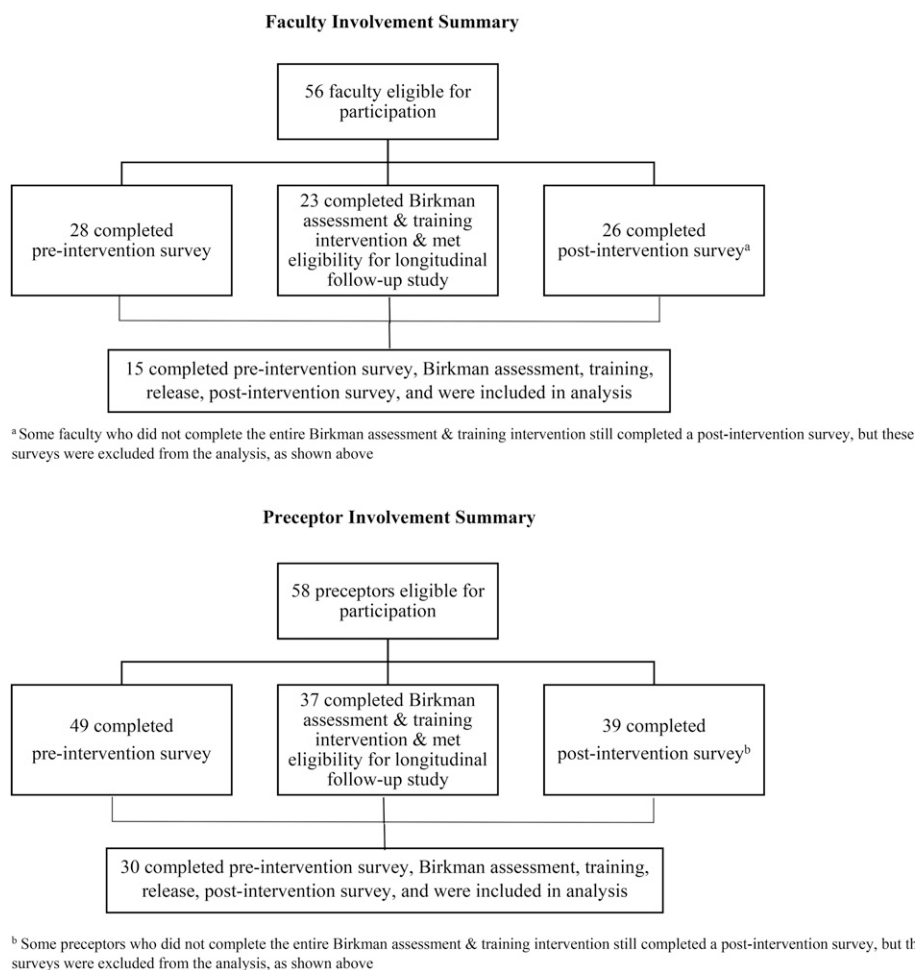 Faculty Involvement Summary
56 faculty eligible for
participation
28 completed
pre-intervention survey
23 completed Birkman
assessment & training
intervention & met
eligibility for longitudinal
follow-up study
26 completed
post-intervention surveyᵃ
15 completed pre-intervention survey, Birkman assessment, training,
release, post-intervention survey, and were included in analysis
ᵃ Some faculty who did not complete the entire Birkman assessment & training intervention still completed a post-intervention survey, but these
surveys were excluded from the analysis, as shown above
Preceptor Involvement Summary
58 preceptors eligible for
participation
49 completed
pre-intervention survey
37 completed Birkman
assessment & training
intervention & met
eligibility for longitudinal
follow-up study
39 completed
post-intervention surveyᵇ
30 completed pre-intervention survey, Birkman assessment, training,
release, post-intervention survey, and were included in analysis
ᵇ Some preceptors who did not complete the entire Birkman assessment & training intervention still completed a post-intervention survey, but
surveys were excluded from the analysis, as shown above